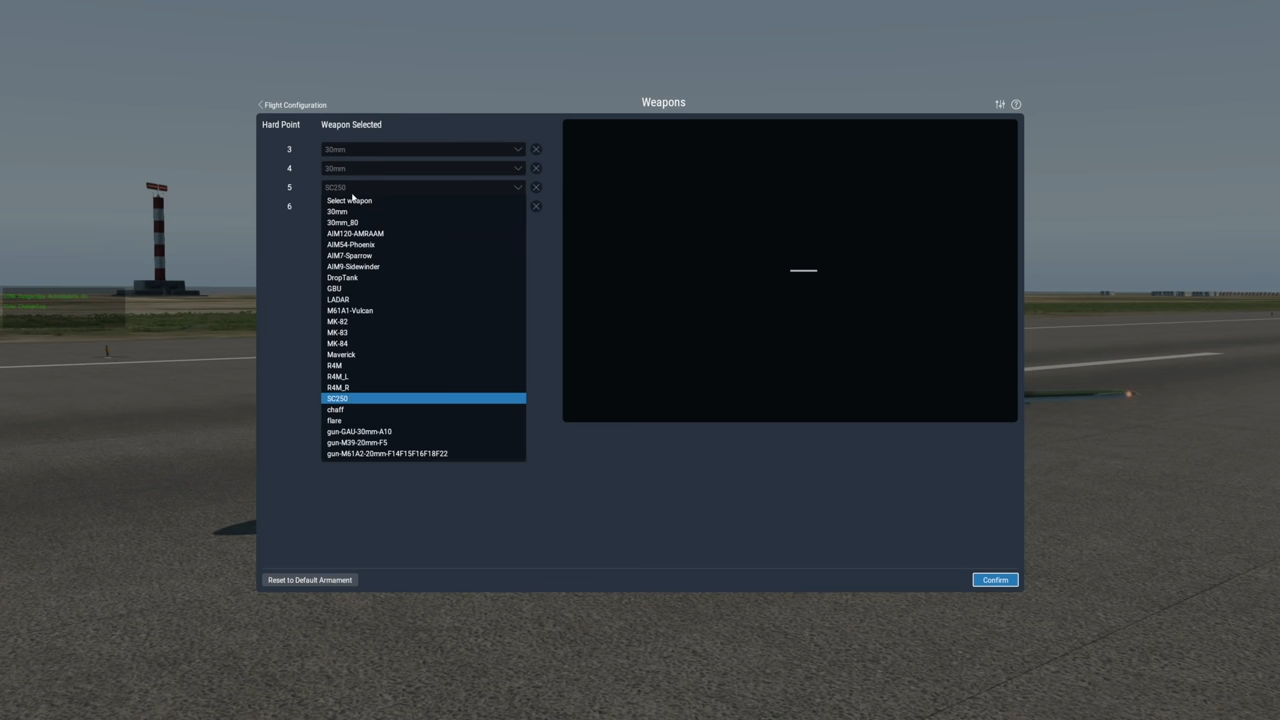 Flight Configuration
Weapons
Hard Point
Weapon Selected
3
30mm
4
30mm
5
SC250
6
Select weapon
30mm
30mm_80
AIM120-AMRAAM
AIM54-Phoenix
AIM7-Sparrow
AIM9-Sidewinder
DropTank
GBU
LADAR
M61A1-Vulcan
MK-82
MK-83
MK-84
Maverick
R4M
R4M_L
R4M_R
SC250
chaff
flare
gun-GAU-30mm-A10
gun-M39-20mm-F5
gun-M61A2-20mm-F14F15F16F18F22
Reset to Default Armament
Confirm